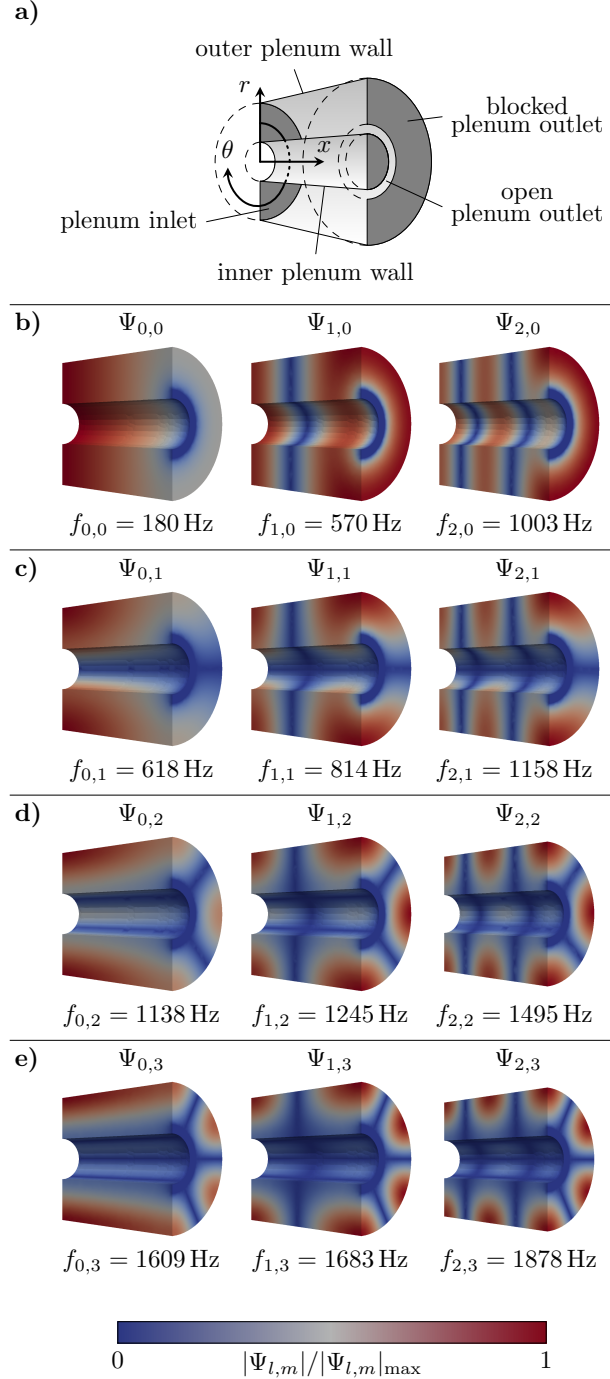 a)
outer plenum wall
r
blocked
plenum outlet
θ
x
open
plenum outlet
plenum inlet
inner plenum wall
b) Ψ0,0 Ψ1,0 Ψ2,0
f0,0 = 180 Hz f1,0 = 570 Hz f2,0 = 1003 Hz
c) Ψ0,1 Ψ1,1 Ψ2,1
f0,1 = 618 Hz f1,1 = 814 Hz f2,1 = 1158 Hz
d) Ψ0,2 Ψ1,2 Ψ2,2
f0,2 = 1138 Hz f1,2 = 1245 Hz f2,2 = 1495 Hz
e) Ψ0,3 Ψ1,3 Ψ2,3
f0,3 = 1609 Hz f1,3 = 1683 Hz f2,3 = 1878 Hz
0 |Ψl,m|/|Ψl,m|max 1